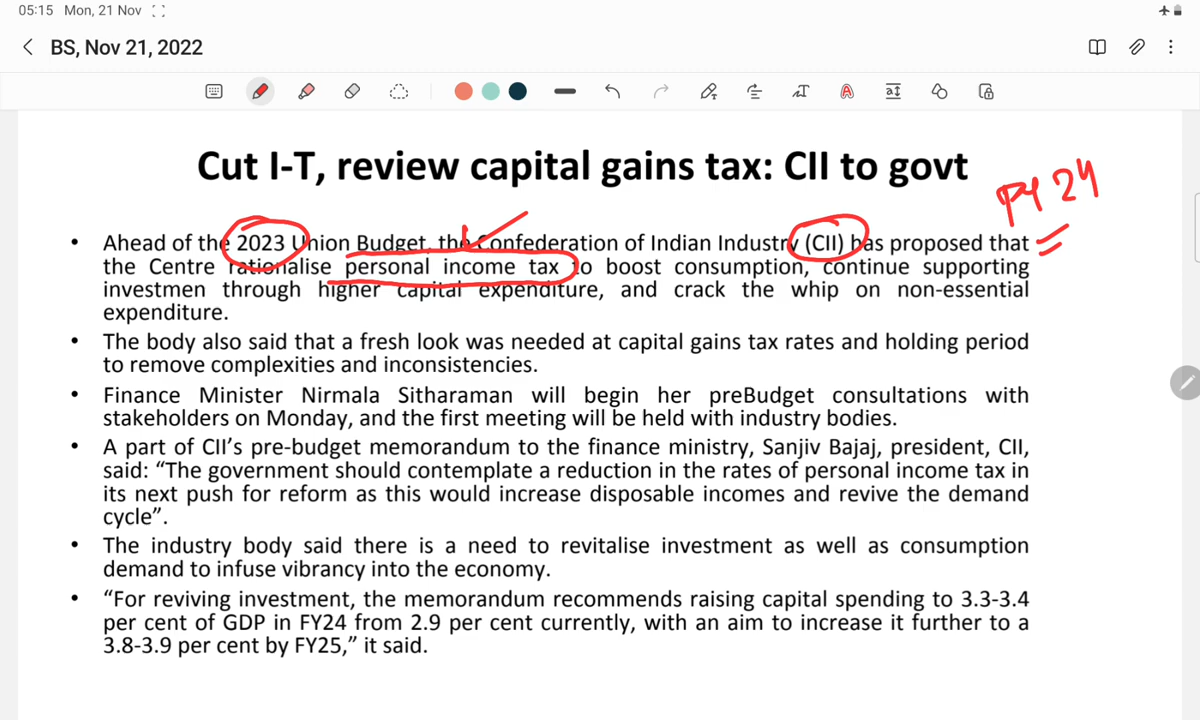 05:15 Mon, 21 Nov
BS, Nov 21, 2022
Cut I-T, review capital gains tax: CII to govt
FY 24
• Ahead of the 2023 Union Budget, the Confederation of Indian Industry (CII) has proposed that
the Centre rationalise personal income tax to boost consumption, continue supporting
investmen through higher capital expenditure, and crack the whip on non-essential
expenditure.
• The body also said that a fresh look was needed at capital gains tax rates and holding period
to remove complexities and inconsistencies.
• Finance Minister Nirmala Sitharaman will begin her preBudget consultations with
stakeholders on Monday, and the first meeting will be held with industry bodies.
• A part of CII's pre-budget memorandum to the finance ministry, Sanjiv Bajaj, president, CII,
said: “The government should contemplate a reduction in the rates of personal income tax in
its next push for reform as this would increase disposable incomes and revive the demand
cycle”.
• The industry body said there is a need to revitalise investment as well as consumption
demand to infuse vibrancy into the economy.
• “For reviving investment, the memorandum recommends raising capital spending to 3.3-3.4
per cent of GDP in FY24 from 2.9 per cent currently, with an aim to increase it further to a
3.8-3.9 per cent by FY25,” it said.